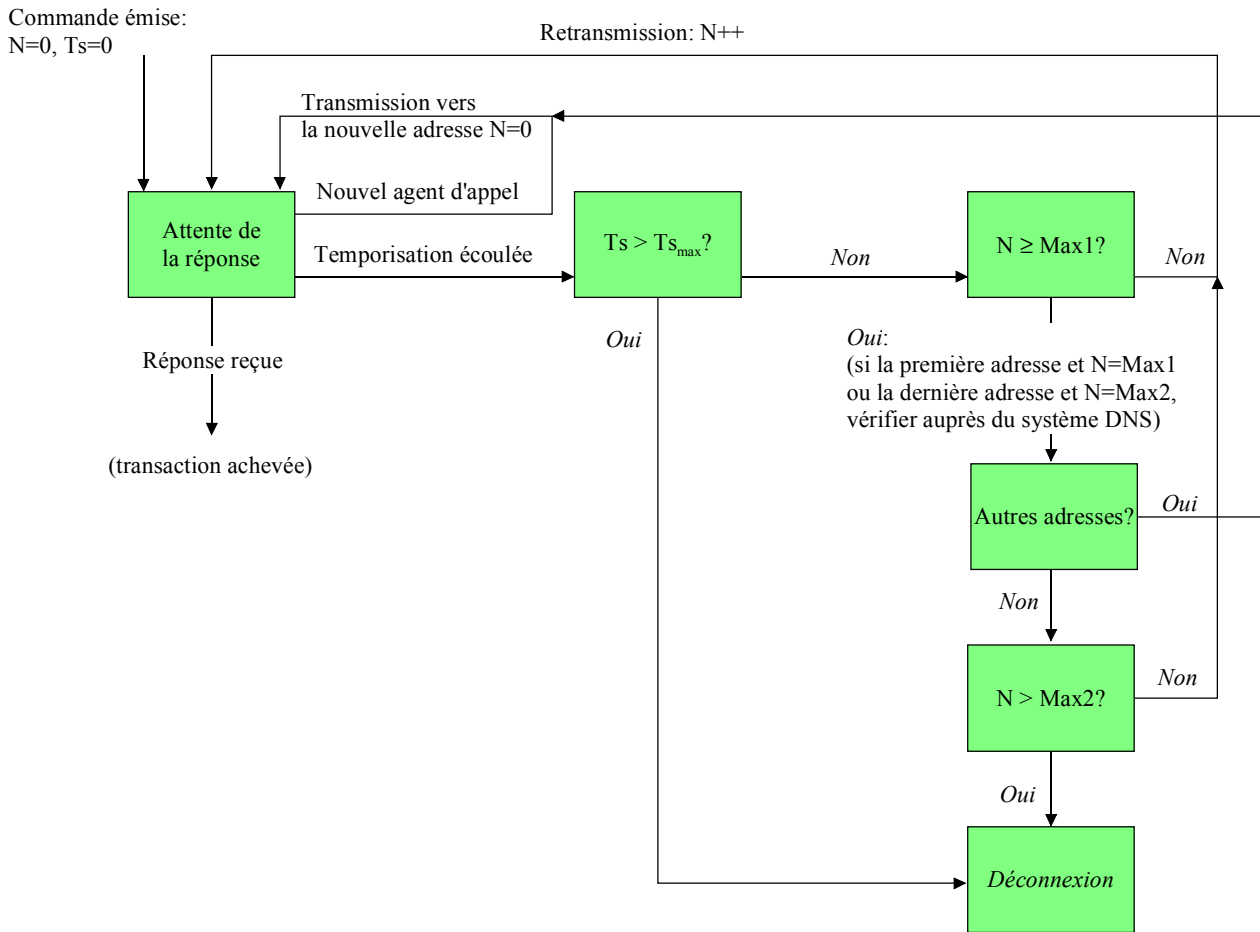 Commande émise:
N=0, Ts=0
Retransmission: N++
Transmission vers
la nouvelle adresse N=0
Nouvel agent d'appel
Attente de
la réponse
Temporisation écoulée
Ts > Tsmax?
Non
N ≥ Max1?
Non
Réponse reçue
(transaction achevée)
Oui
Oui:
(si la première adresse et N=Max1
ou la dernière adresse et N=Max2,
vérifier auprès du système DNS)
Autres adresses?
Oui
Non
N > Max2?
Non
Oui
Déconnexion